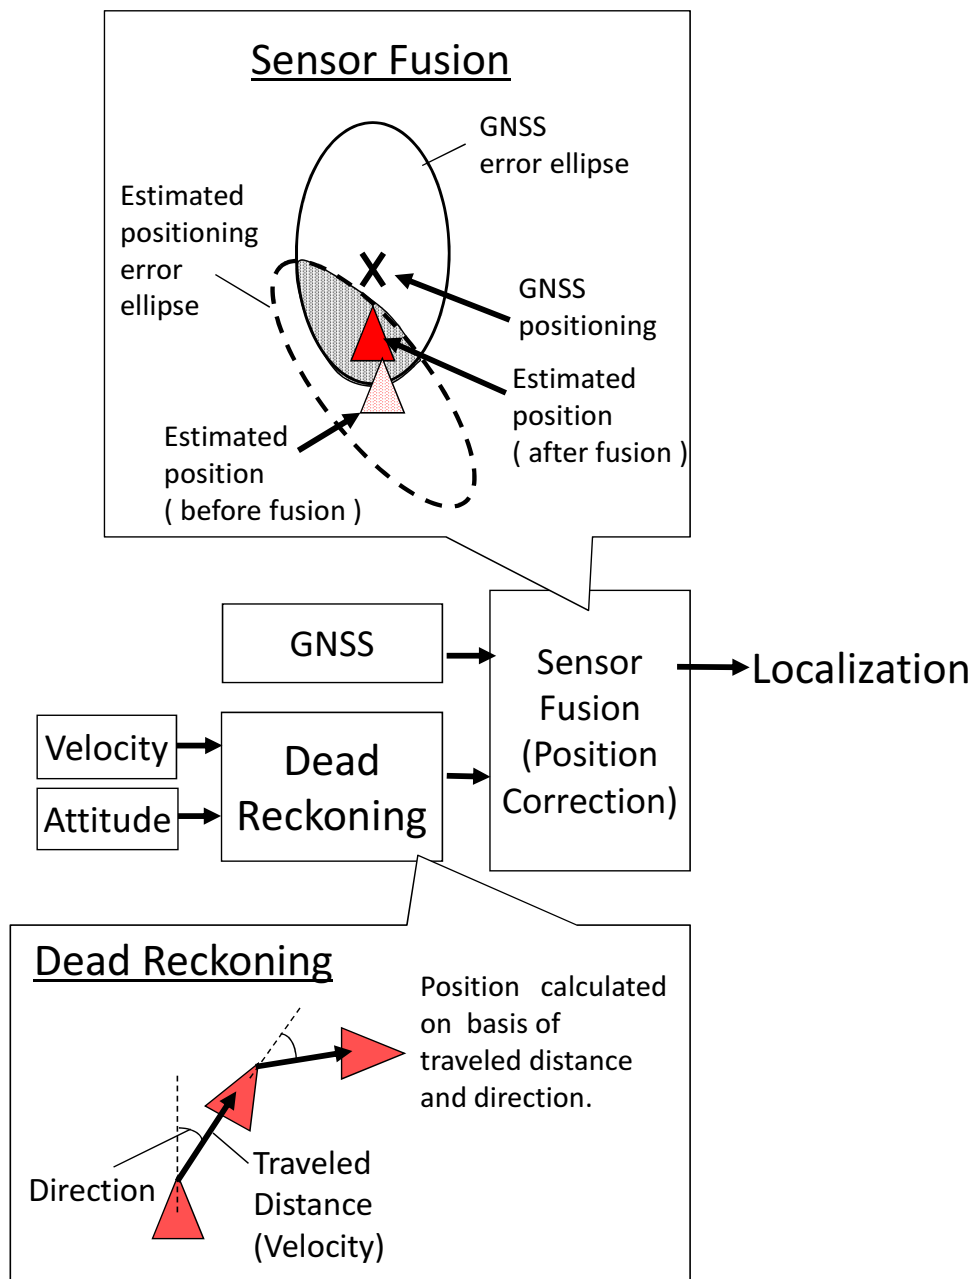 Sensor Fusion
GNSS
error ellipse
Estimated
positioning
error
ellipse
GNSS
positioning
Estimated
position
( after fusion )
Estimated
position
( before fusion )
GNSS
Sensor
Fusion
(Position
Correction)
Localization
Velocity
Attitude
Dead
Reckoning
Dead Reckoning
Position calculated
on basis of
traveled distance
and direction.
Direction
Traveled
Distance
(Velocity)